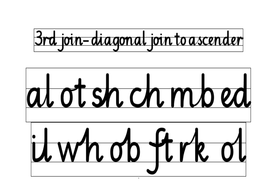 3rd join- diagonal join to ascender
al ot sh ch mb ed
il wh ob ft rk ol